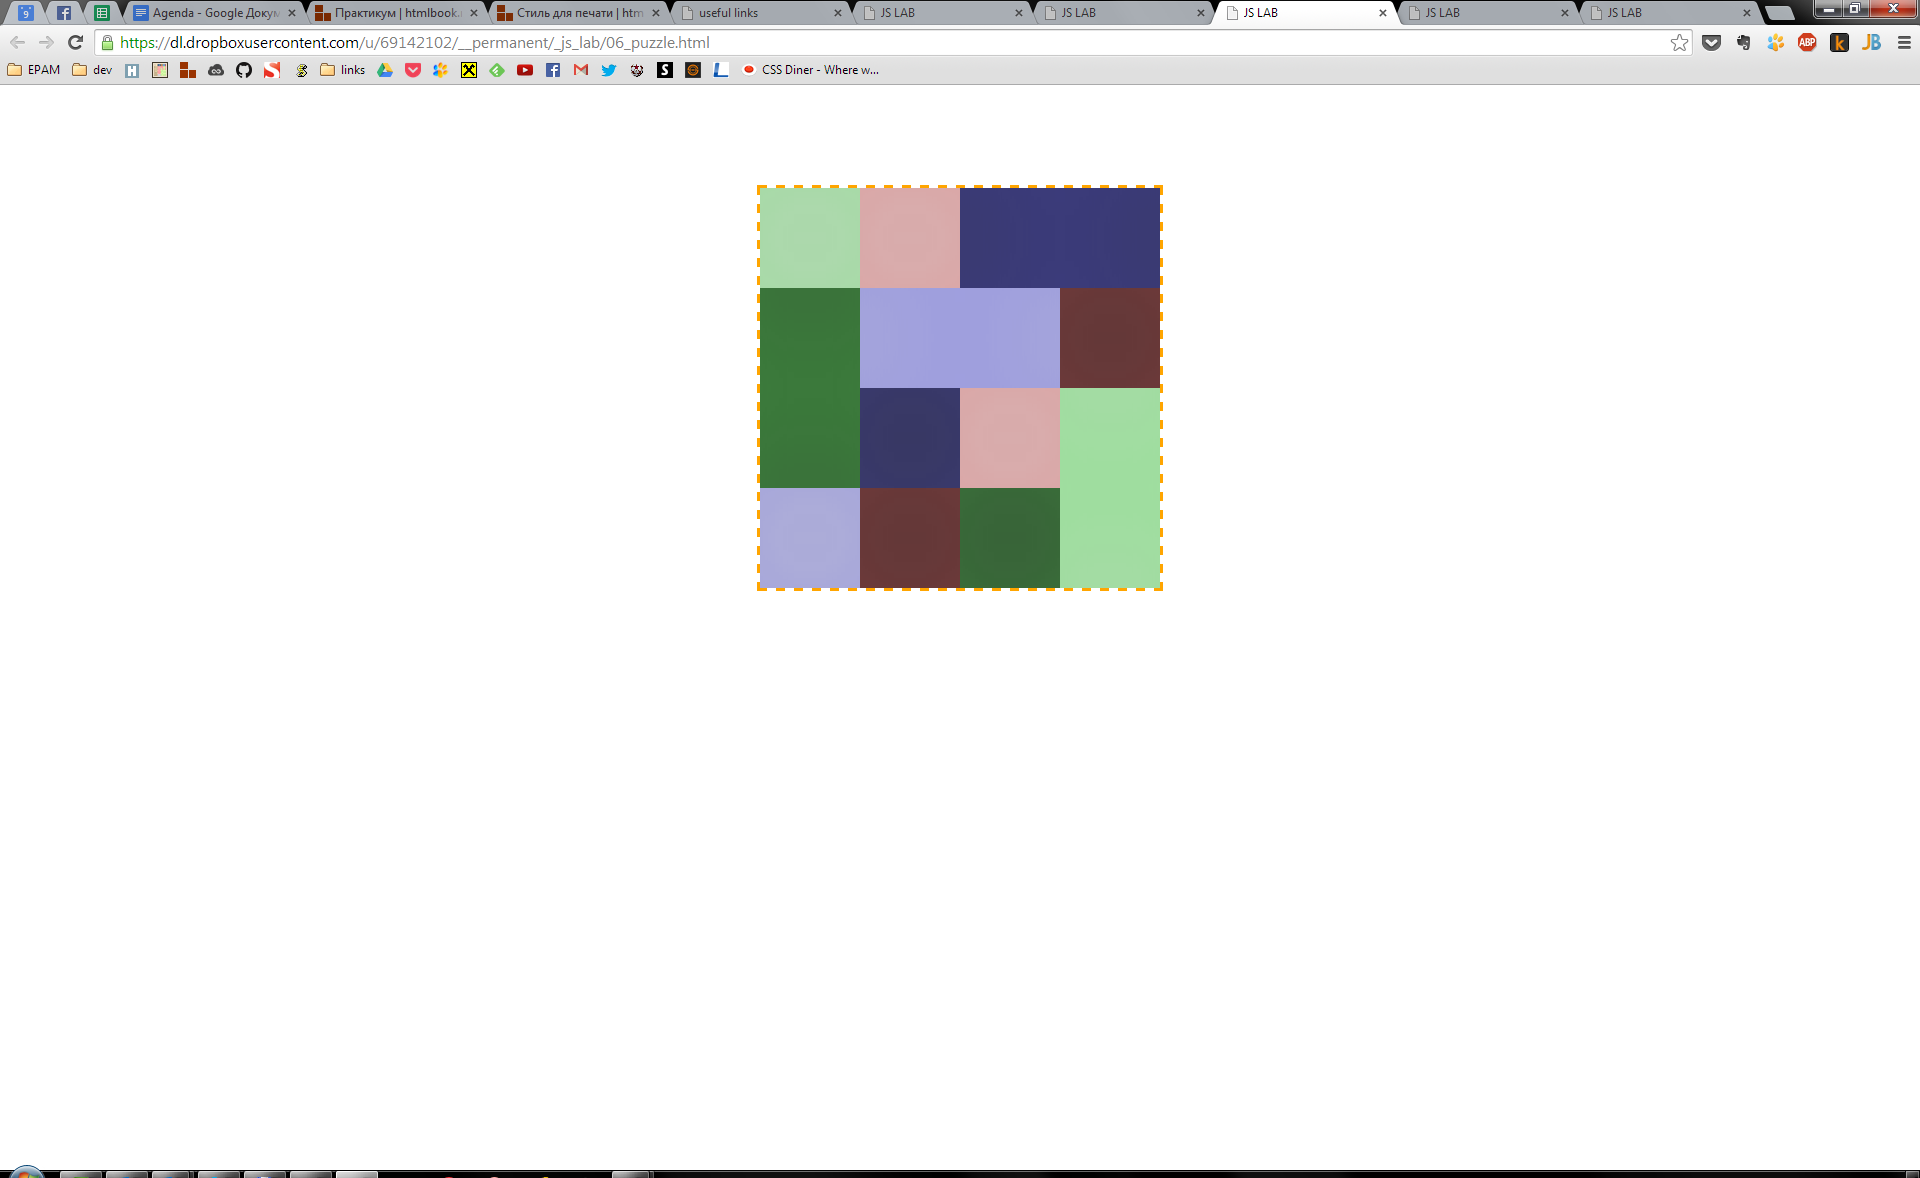 9 Agenda - Google Докум Практикум | htmlbook. Стиль для печати | htm useful links JS LAB JS LAB JS LAB JS LAB JS LAB
https://dl.dropboxusercontent.com/u/69142102/__permanent/_js_lab/06_puzzle.html ABP k JB
EPAM dev H links S CSS Diner - Where w...